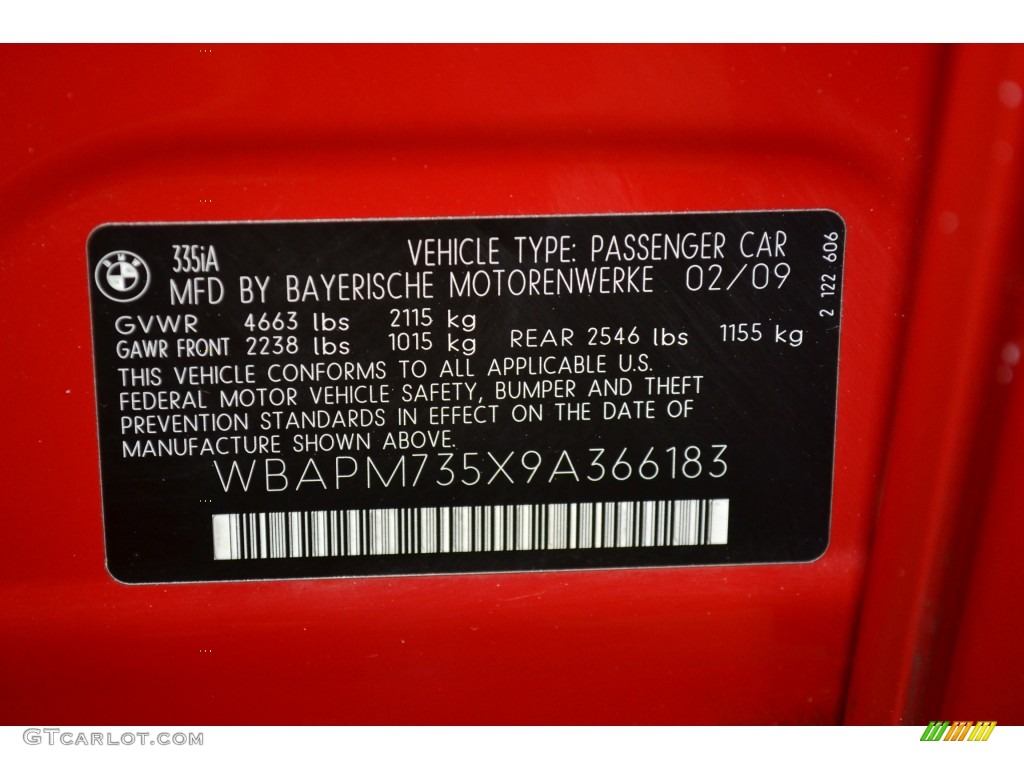 BMW
335iA VEHICLE TYPE: PASSENGER CAR
MFD BY BAYERISCHE MOTORENWERKE 02/09
GVWR 4663 lbs 2115 kg
GAWR FRONT 2238 lbs 1015 kg REAR 2546 lbs 1155 kg
THIS VEHICLE CONFORMS TO ALL APPLICABLE U.S.
FEDERAL MOTOR VEHICLE SAFETY, BUMPER AND THEFT
PREVENTION STANDARDS IN EFFECT ON THE DATE OF
MANUFACTURE SHOWN ABOVE.
WBAPM735X9A366183
2 122 606
GTCARLOT.COM